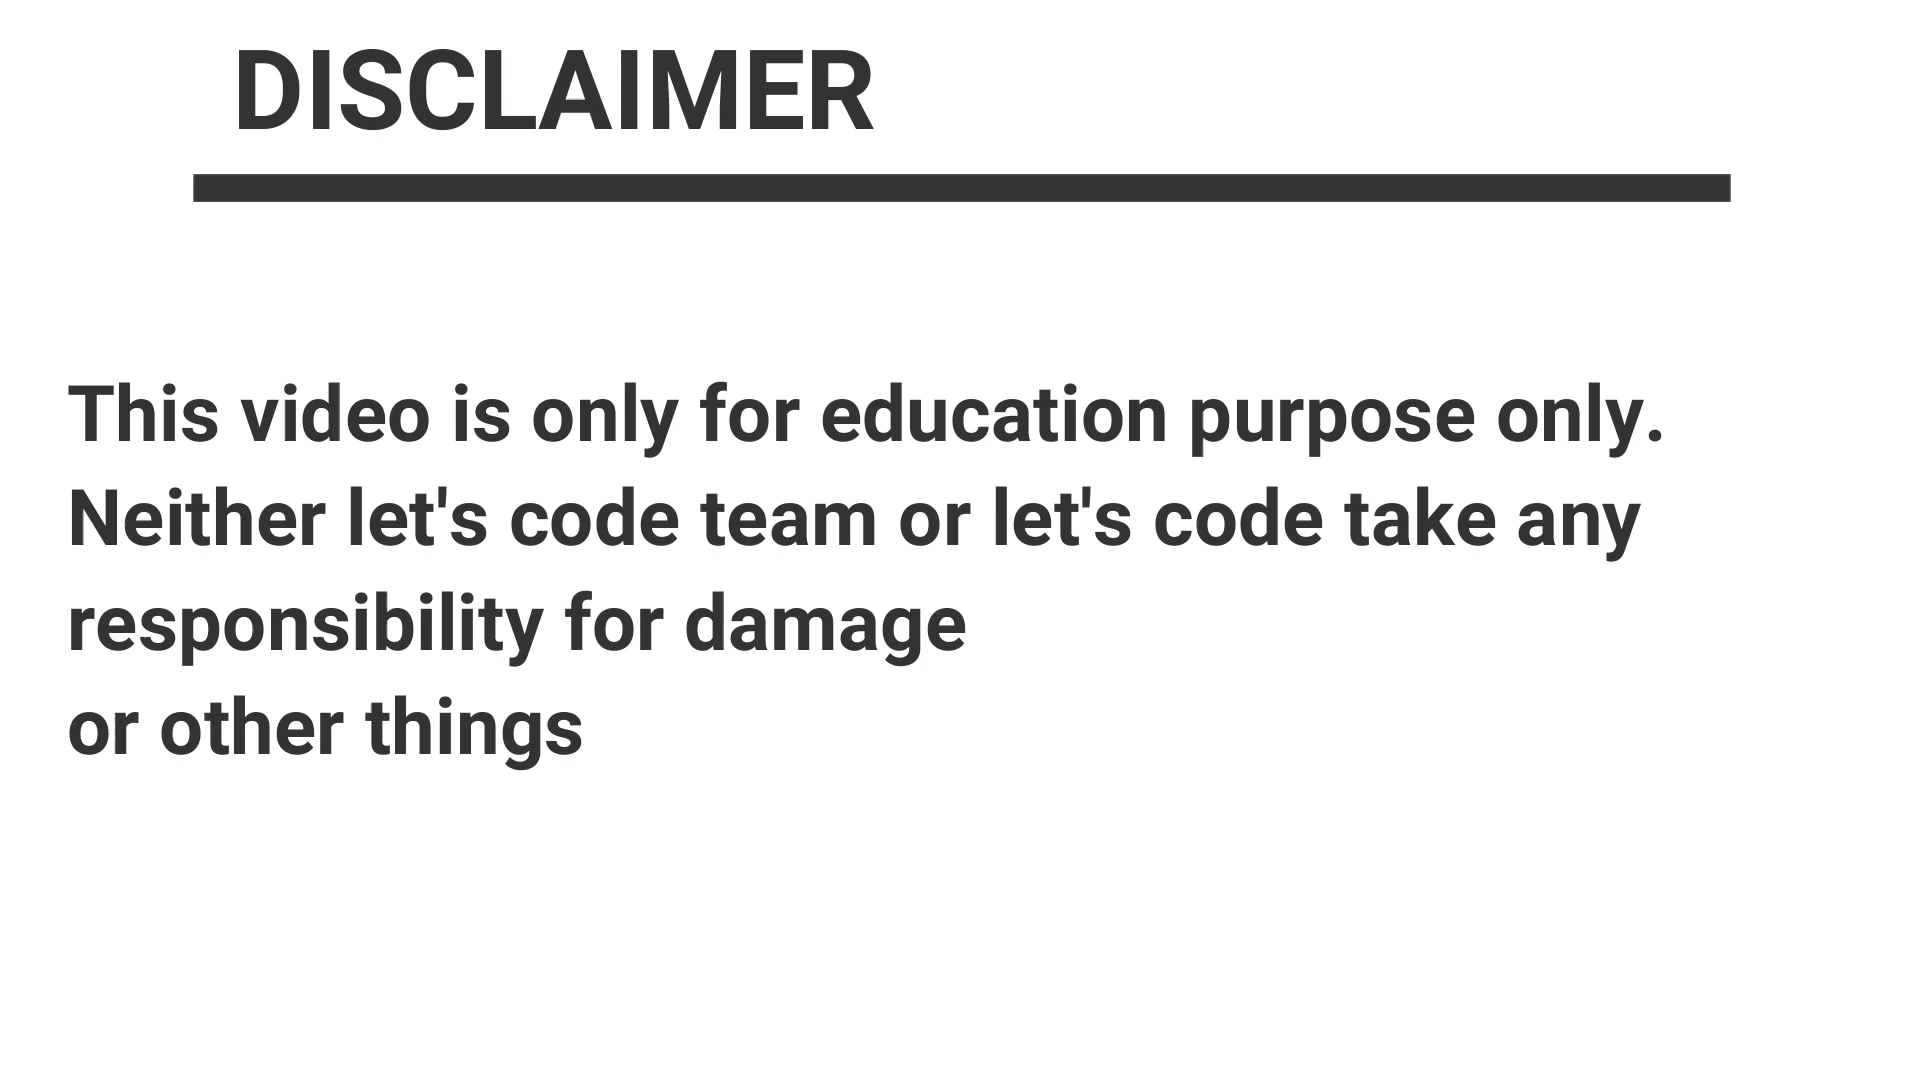 DISCLAIMER
This video is only for education purpose only.
Neither let's code team or let's code take any
responsibility for damage
or other things